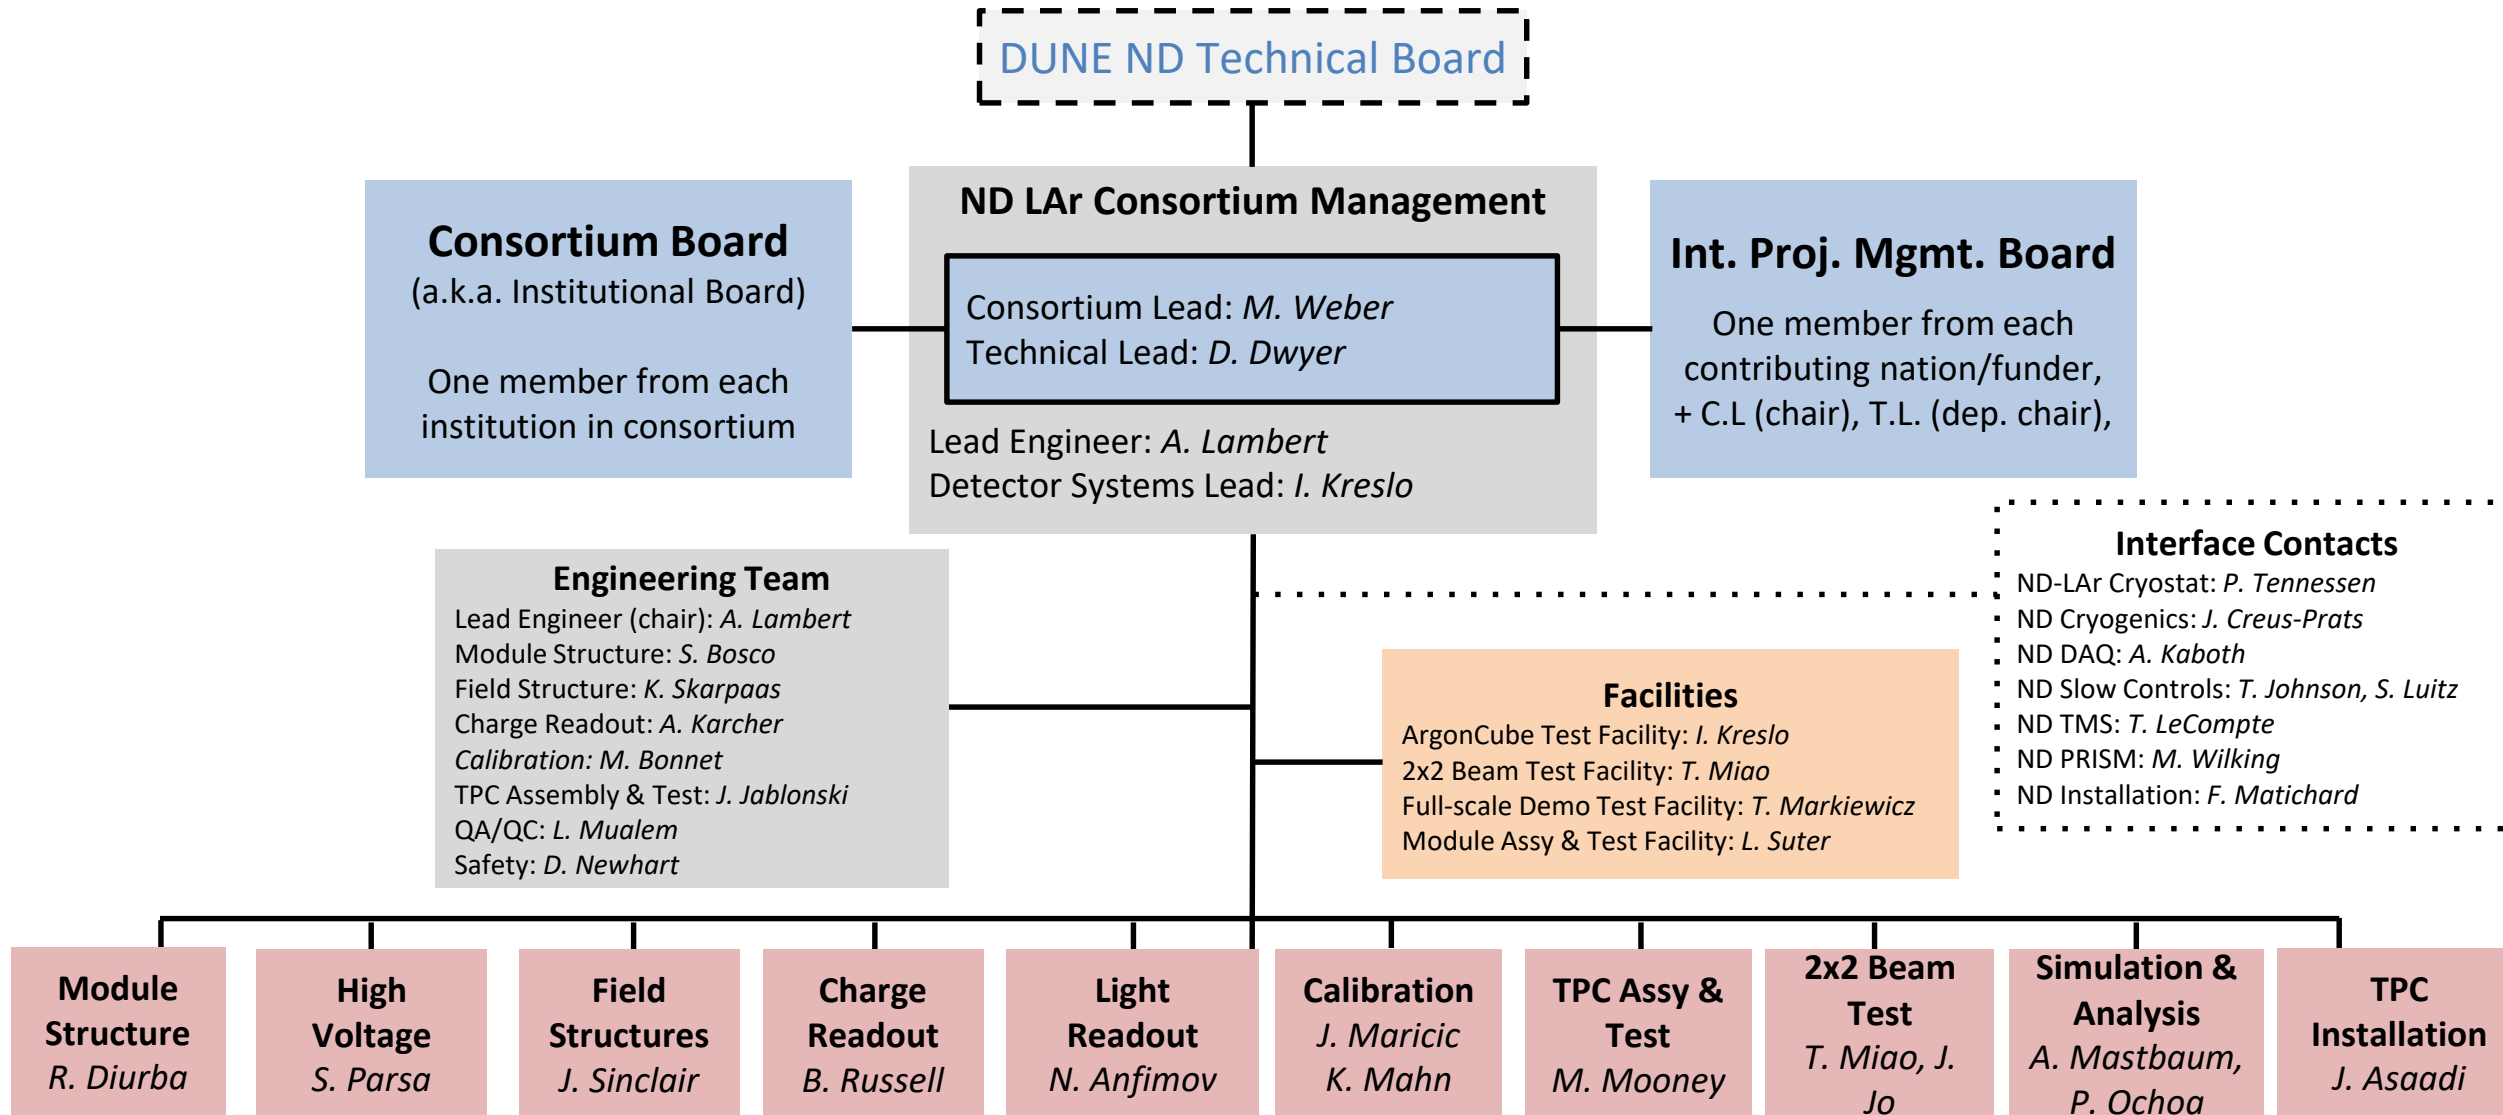 DUNE ND Technical Board
ND LAr Consortium Management
Consortium Lead: M. Weber
Technical Lead: D. Dwyer
Lead Engineer: A. Lambert
Detector Systems Lead: I. Kreslo
Consortium Board
(a.k.a. Institutional Board)
One member from each
institution in consortium
Int. Proj. Mgmt. Board
One member from each
contributing nation/funder,
+ C.L (chair), T.L. (dep. chair),
Engineering Team
Lead Engineer (chair): A. Lambert
Module Structure: S. Bosco
Field Structure: K. Skarpaas
Charge Readout: A. Karcher
Calibration: M. Bonnet
TPC Assembly & Test: J. Jablonski
QA/QC: L. Mualem
Safety: D. Newhart
Interface Contacts
ND-LAr Cryostat: P. Tennessen
ND Cryogenics: J. Creus-Prats
ND DAQ: A. Kaboth
ND Slow Controls: T. Johnson, S. Luitz
ND TMS: T. LeCompte
ND PRISM: M. Wilking
ND Installation: F. Matichard
Facilities
ArgonCube Test Facility: I. Kreslo
2x2 Beam Test Facility: T. Miao
Full-scale Demo Test Facility: T. Markiewicz
Module Assy & Test Facility: L. Suter
Module
Structure
R. Diurba
High
Voltage
S. Parsa
Field
Structures
J. Sinclair
Charge
Readout
B. Russell
Light
Readout
N. Anfimov
Calibration
J. Maricic
K. Mahn
TPC Assy &
Test
M. Mooney
2x2 Beam
Test
T. Miao, J.
Jo
Simulation &
Analysis
A. Mastbaum,
P. Ochoa
TPC
Installation
J. Asaadi